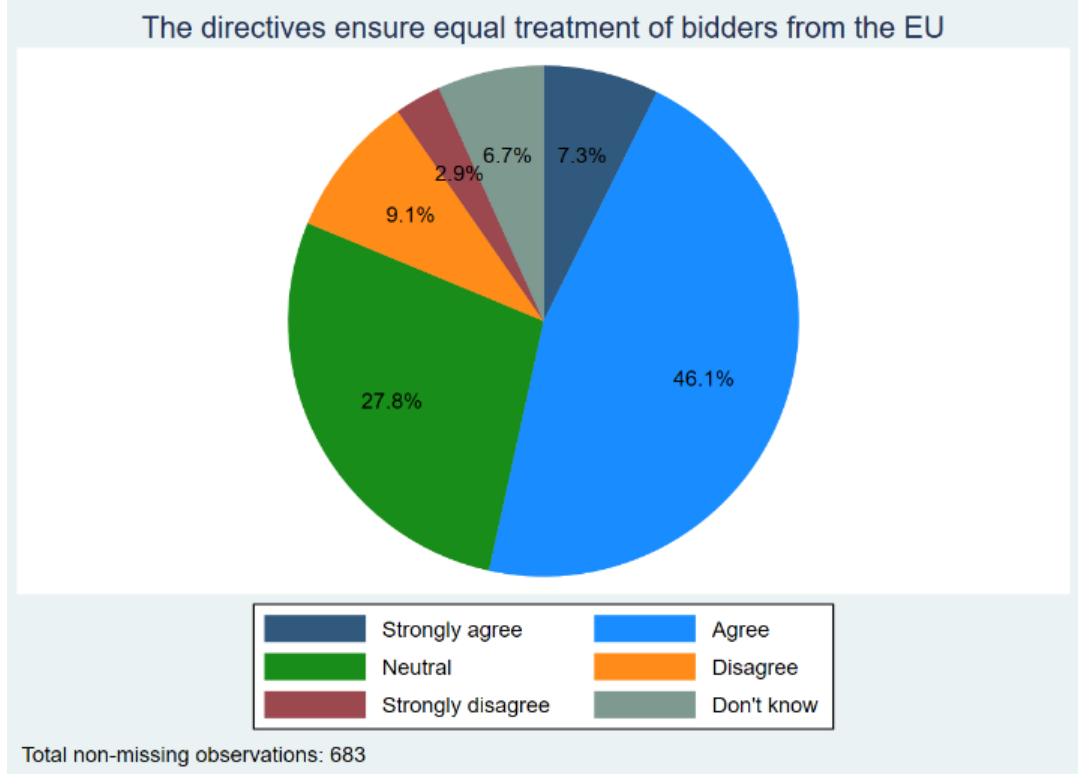 The directives ensure equal treatment of bidders from the EU
6.7% 7.3%
2.9%
9.1%
46.1%
27.8%
Strongly agree Agree
Neutral Disagree
Strongly disagree Don't know
Total non-missing observations: 683